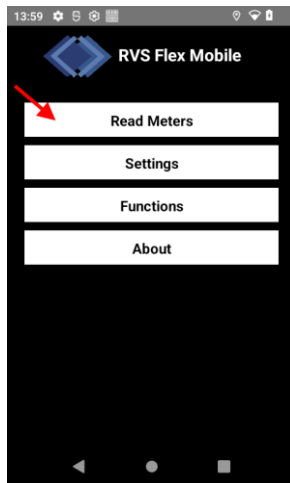 13:59
RVS Flex Mobile
Read Meters
Settings
Functions
About